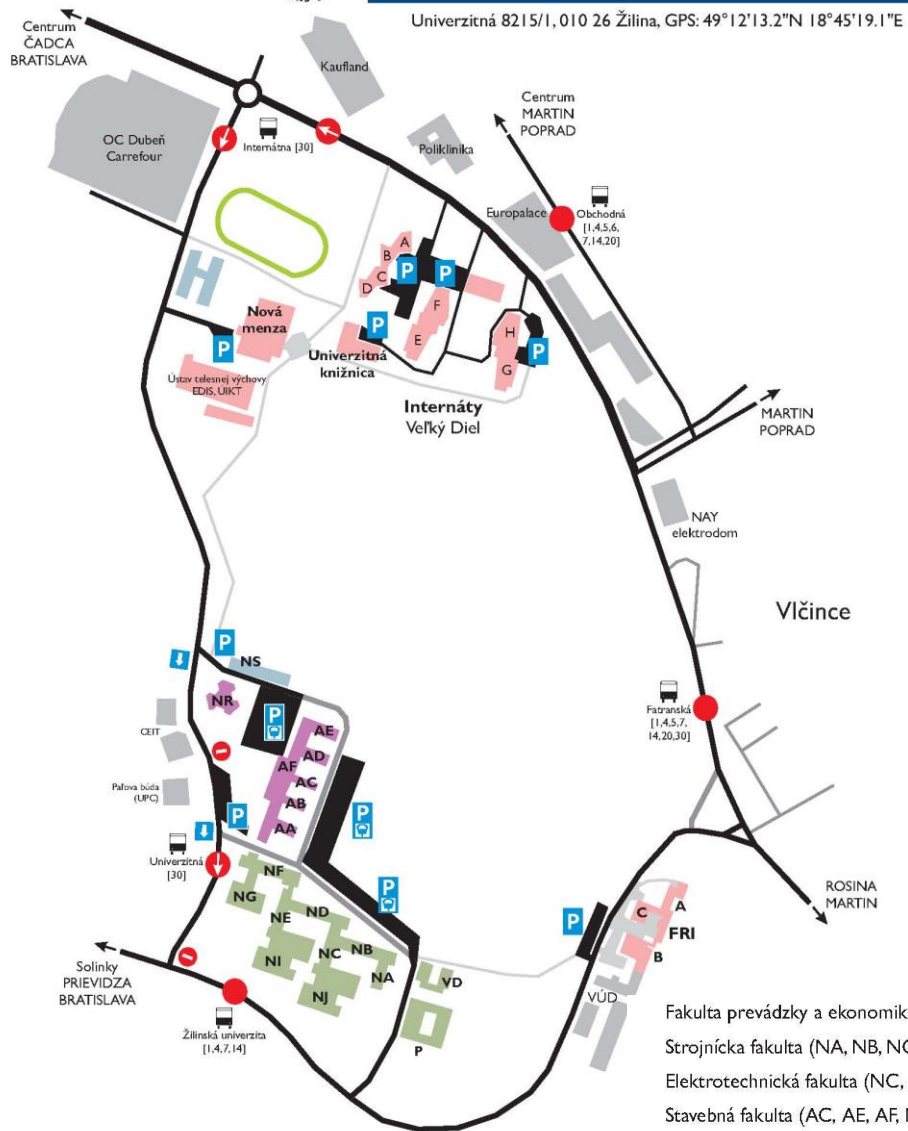 Univerzitná 8215/1, 010 26 Žilina, GPS: 49°12'13.2"N 18°45'19.1"E
Centrum
ČADCA
BRATISLAVA
Kaufland
OC Dubeň
Carrefour
Internátna [30]
Poliklinika
Centrum
MARTIN
POPRAD
Europalace
Obchodná
[1,4,5,6,
7,14,20]
A
B
C
D
P
P
F
E
P
H
G
P
Nová
menza
P
Univerzitná
knižnica
Ústav telesnej výchovy
EDIS, ÚIKT
Internáty
Veľký Diel
MARTIN
POPRAD
NAY
elektrodom
Vlčince
P
NS
NR
P
CEIT
AE
AD
AF
AC
AB
AA
Fatranská
[1,4,5,7,
14,20,30]
Paľova búda
(UPC)
P
P
Univerzitná
[30]
NF
NG
P
ND
NE
NB
NC
NI
NA
NJ
VD
P
P
C
A
FRI
B
VÚD
ROSINA
MARTIN
Solinky
PRIEVIDZA
BRATISLAVA
Žilinská univerzita
[1,4,7,14]
Fakulta prevádzky a ekonomik
Strojnícka fakulta (NA, NB, NC
Elektrotechnická fakulta (NC,
Stavebná fakulta (AC, AE, AF,